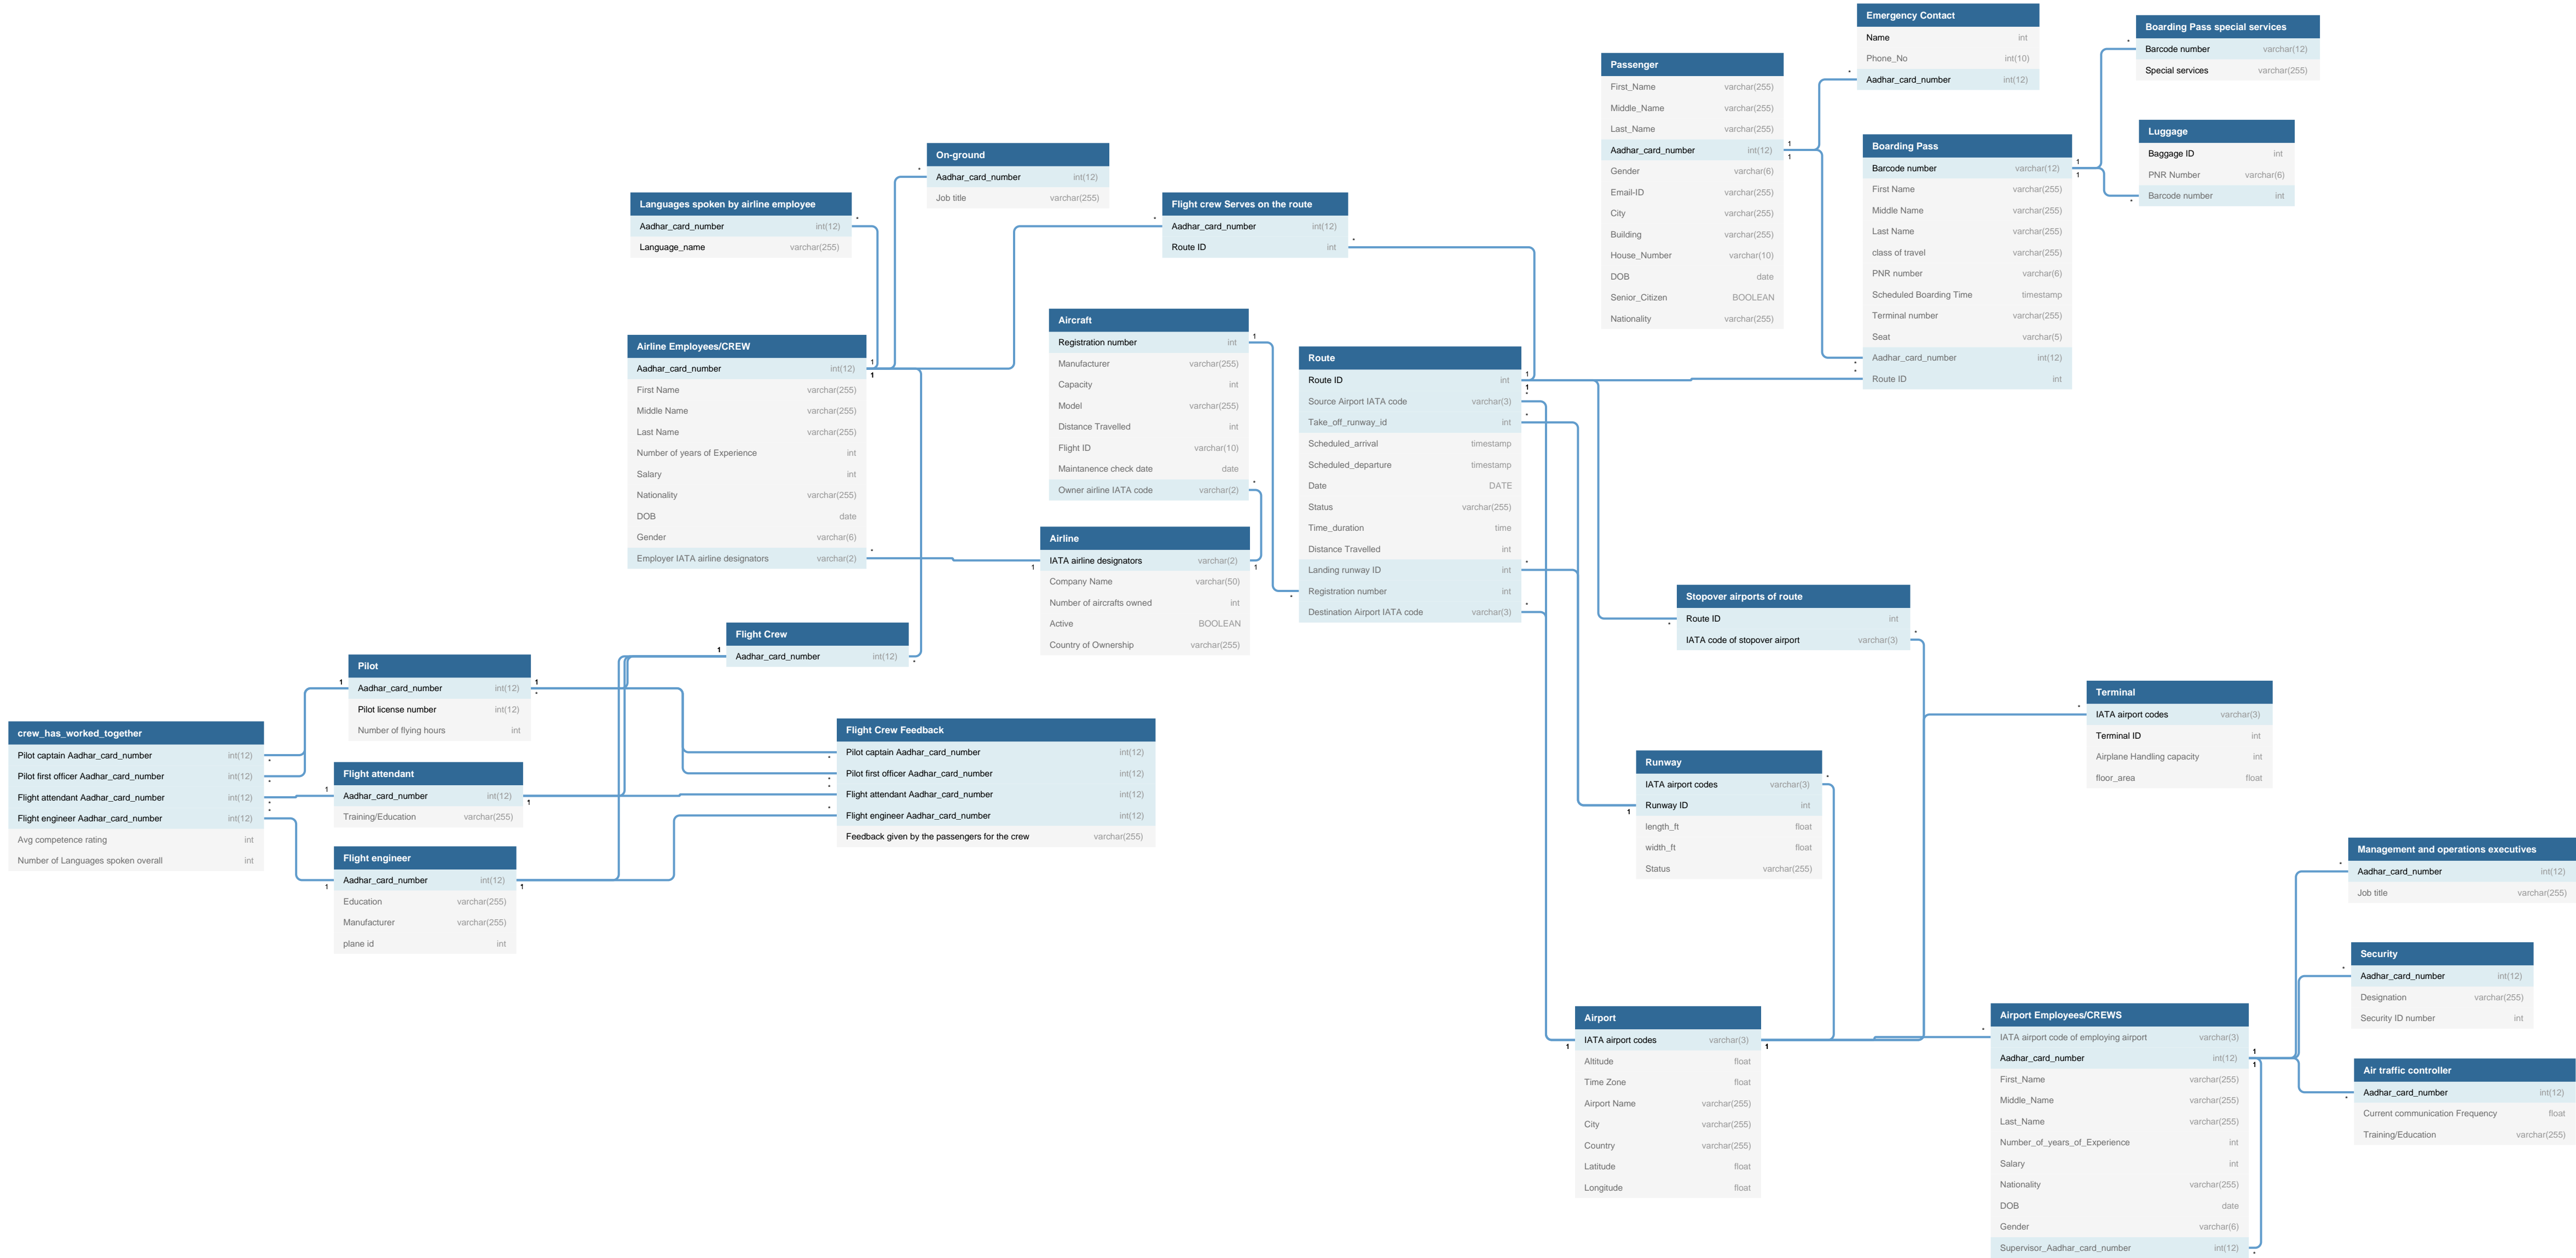 Emergency Contact
Name int
Phone_No int(10)
Aadhar_card_number int(12)
Boarding Pass special services
Barcode number varchar(12)
Special services varchar(255)
Passenger
First_Name varchar(255)
Middle_Name varchar(255)
Last_Name varchar(255)
Aadhar_card_number int(12)
Gender varchar(6)
Email-ID varchar(255)
City varchar(255)
Building varchar(255)
House_Number varchar(10)
DOB date
Senior_Citizen BOOLEAN
Nationality varchar(255)
Luggage
Baggage ID int
PNR Number varchar(6)
Barcode number int
Boarding Pass
Barcode number varchar(12)
First Name varchar(255)
Middle Name varchar(255)
Last Name varchar(255)
class of travel varchar(255)
PNR number varchar(6)
Scheduled Boarding Time timestamp
Terminal number varchar(255)
Seat varchar(5)
Aadhar_card_number int(12)
Route ID int
On-ground
Aadhar_card_number int(12)
Job title varchar(255)
Languages spoken by airline employee
Aadhar_card_number int(12)
Language_name varchar(255)
Flight crew Serves on the route
Aadhar_card_number int(12)
Route ID int
Aircraft
Registration number int
Manufacturer varchar(255)
Capacity int
Model varchar(255)
Distance Travelled int
Flight ID varchar(10)
Maintanence check date date
Owner airline IATA code varchar(2)
Airline Employees/CREW
Aadhar_card_number int(12)
First Name varchar(255)
Middle Name varchar(255)
Last Name varchar(255)
Number of years of Experience int
Salary int
Nationality varchar(255)
DOB date
Gender varchar(6)
Employer IATA airline designators varchar(2)
Route
Route ID int
Source Airport IATA code varchar(3)
Take_off_runway_id int
Scheduled_arrival timestamp
Scheduled_departure timestamp
Date DATE
Status varchar(255)
Time_duration time
Distance Travelled int
Landing runway ID int
Registration number int
Destination Airport IATA code varchar(3)
Airline
IATA airline designators varchar(2)
Company Name varchar(50)
Number of aircrafts owned int
Active BOOLEAN
Country of Ownership varchar(255)
Stopover airports of route
Route ID int
IATA code of stopover airport varchar(3)
Flight Crew
Aadhar_card_number int(12)
Pilot
Aadhar_card_number int(12)
Pilot license number int(12)
Number of flying hours int
Terminal
IATA airport codes varchar(3)
Terminal ID int
Airplane Handling capacity int
floor_area float
crew_has_worked_together
Pilot captain Aadhar_card_number int(12)
Pilot first officer Aadhar_card_number int(12)
Flight attendant Aadhar_card_number int(12)
Flight engineer Aadhar_card_number int(12)
Avg competence rating int
Number of Languages spoken overall int
Flight Crew Feedback
Pilot captain Aadhar_card_number int(12)
Pilot first officer Aadhar_card_number int(12)
Flight attendant Aadhar_card_number int(12)
Flight engineer Aadhar_card_number int(12)
Feedback given by the passengers for the crew varchar(255)
Flight attendant
Aadhar_card_number int(12)
Training/Education varchar(255)
Runway
IATA airport codes varchar(3)
Runway ID int
length_ft float
width_ft float
Status varchar(255)
Flight engineer
Aadhar_card_number int(12)
Education varchar(255)
Manufacturer varchar(255)
plane id int
Management and operations executives
Aadhar_card_number int(12)
Job title varchar(255)
Security
Aadhar_card_number int(12)
Designation varchar(255)
Security ID number int
Airport
IATA airport codes varchar(3)
Altitude float
Time Zone float
Airport Name varchar(255)
City varchar(255)
Country varchar(255)
Latitude float
Longitude float
Airport Employees/CREWS
IATA airport code of employing airport varchar(3)
Aadhar_card_number int(12)
First_Name varchar(255)
Middle_Name varchar(255)
Last_Name varchar(255)
Number_of_years_of_Experience int
Salary int
Nationality varchar(255)
DOB date
Gender varchar(6)
Supervisor_Aadhar_card_number int(12)
Air traffic controller
Aadhar_card_number int(12)
Current communication Frequency float
Training/Education varchar(255)